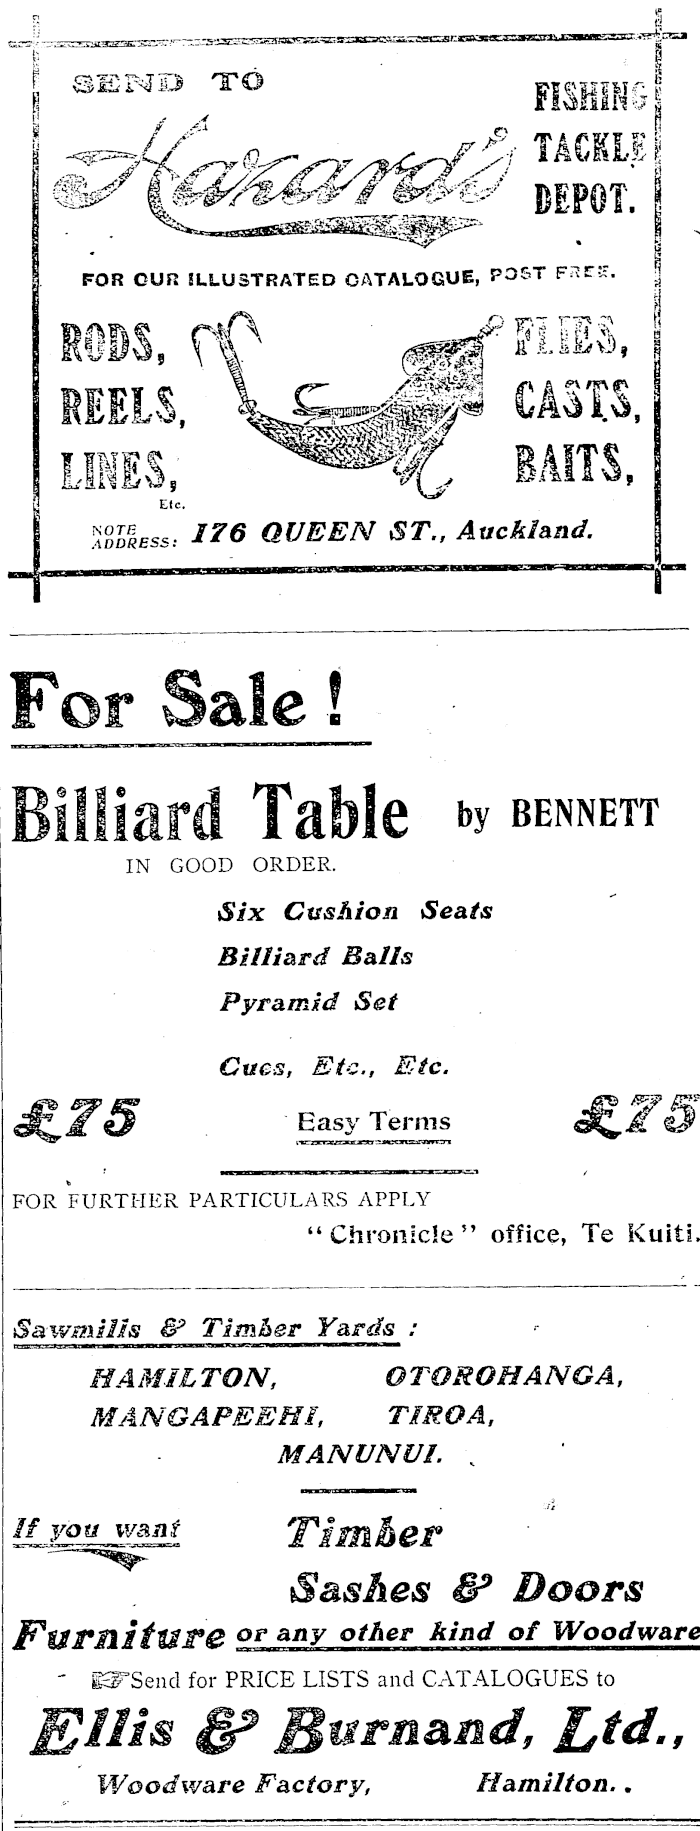 SEND TO
Hazard's
FISHING
TACKLE
DEPOT.
FOR OUR ILLUSTRATED CATALOGUE, POST FREE.
RODS,
REELS,
LINES,
Etc.
FLIES,
CASTS,
BAITS,
NOTE
ADDRESS: 176 QUEEN ST., Auckland.
For Sale!
Billiard Table by BENNETT
IN GOOD ORDER.
Six Cushion Seats
Billiard Balls
Pyramid Set
Cues, Etc., Etc.
£75 Easy Terms £75
FOR FURTHER PARTICULARS APPLY
"Chronicle" office, Te Kuiti.
Sawmills & Timber Yards:
HAMILTON, OTOROHANGA,
MANGAPEEHI, TIROA,
MANUNUI.
If you want Timber
Sashes & Doors
Furniture or any other kind of Woodware
☞Send for PRICE LISTS and CATALOGUES to
Ellis & Burnand, Ltd.,
Woodware Factory, Hamilton..